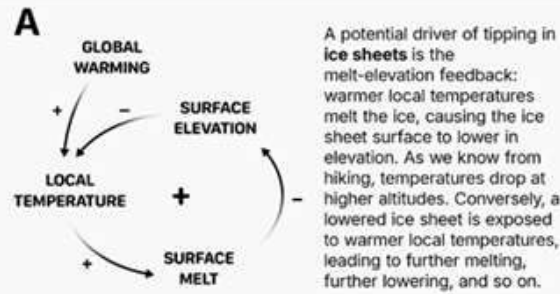 A
GLOBAL
WARMING
+
−
SURFACE
ELEVATION
LOCAL
TEMPERATURE
+
−
+
SURFACE
MELT
A potential driver of tipping in
ice sheets is the
melt-elevation feedback:
warmer local temperatures
melt the ice, causing the ice
sheet surface to lower in
elevation. As we know from
hiking, temperatures drop at
higher altitudes. Conversely, a
lowered ice sheet is exposed
to warmer local temperatures,
leading to further melting,
further lowering, and so on.